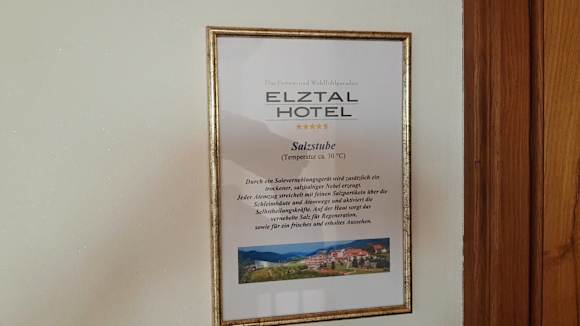 Das Ferien- und Wohlfühlparadies
ELZTAL
HOTEL
Salzstube
(Temperatur ca. 30 °C)
Durch ein Solevernebelungsgerät wird zusätzlich ein
trockener, salzhaltiger Nebel erzeugt.
Jeder Atemzug streichelt mit feinen Salzpartikeln über die
Schleimhäute und Atemwege und aktiviert die
Selbstheilungskräfte. Auf der Haut sorgt das
vernebelte Salz für Regeneration,
sowie für ein frisches und erholtes Aussehen.